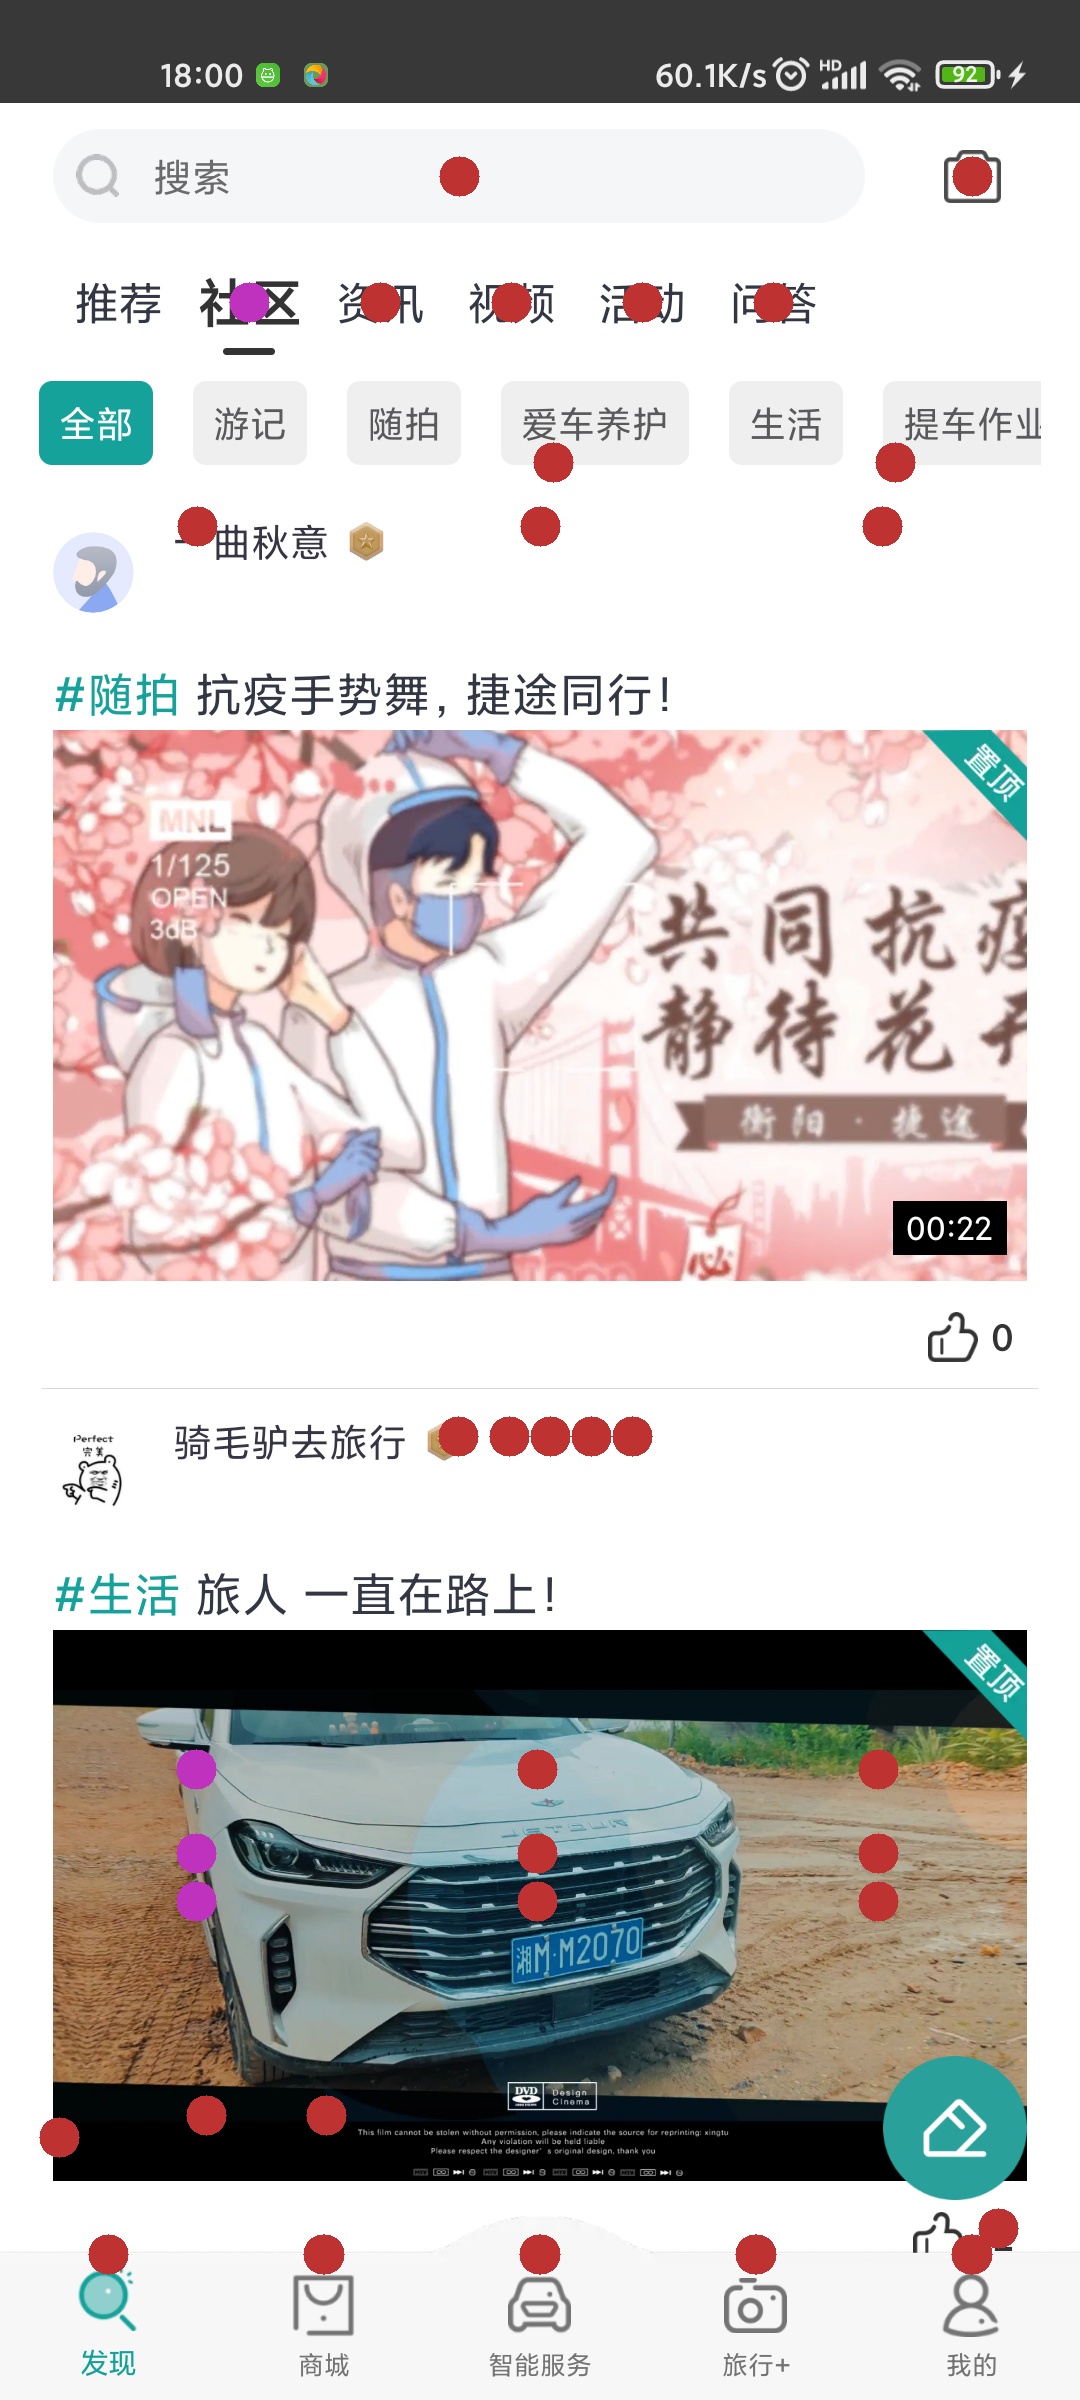 18:00
60.1K/s
HD
92
搜索
推荐 社区 资讯 视频 活动 问答
全部 游记 随拍 爱车养护 生活 提车作业
一曲秋意
#随拍 抗疫手势舞，捷途同行！
置顶
MNL
1/125
OPEN
3dB
共同抗疫
静待花开
衡阳·捷途
00:22
0
Perfect
完美
骑毛驴去旅行
#生活 旅人 一直在路上！
置顶
JETOUR
湘M·M2070
DVD
Design
Cinema
This film cannot be stolen without permission, please indicate the source for reprinting: xingtu
Any violation will be held liable
Please respect the designer's original design, thank you
发现 商城 智能服务 旅行+ 我的